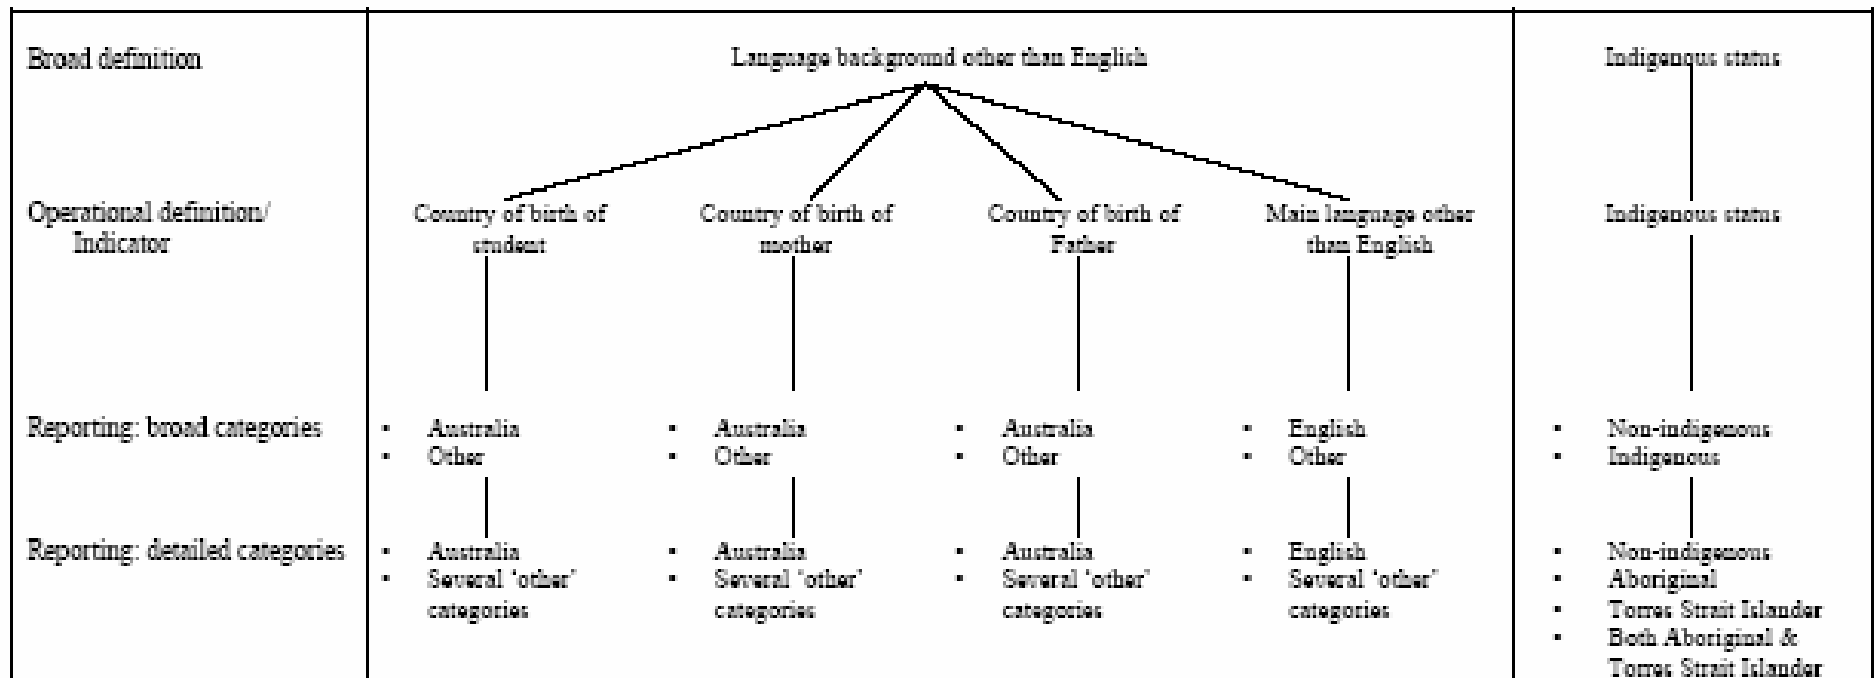 Broad definition
Language background other than English
Indigenous status
Operational definition/
Indicator
Country of birth of
student
Country of birth of
mother
Country of birth of
Father
Main language other
than English
Indigenous status
Reporting: broad categories
▪ Australia
▪ Other
▪ Australia
▪ Other
▪ Australia
▪ Other
▪ English
▪ Other
▪ Non-indigenous
▪ Indigenous
Reporting: detailed categories
▪ Australia
▪ Several ‘other’
categories
▪ Australia
▪ Several ‘other’
categories
▪ Australia
▪ Several ‘other’
categories
▪ English
▪ Several ‘other’
categories
▪ Non-indigenous
▪ Aboriginal
▪ Torres Strait Islander
▪ Both Aboriginal &
Torres Strait Islander